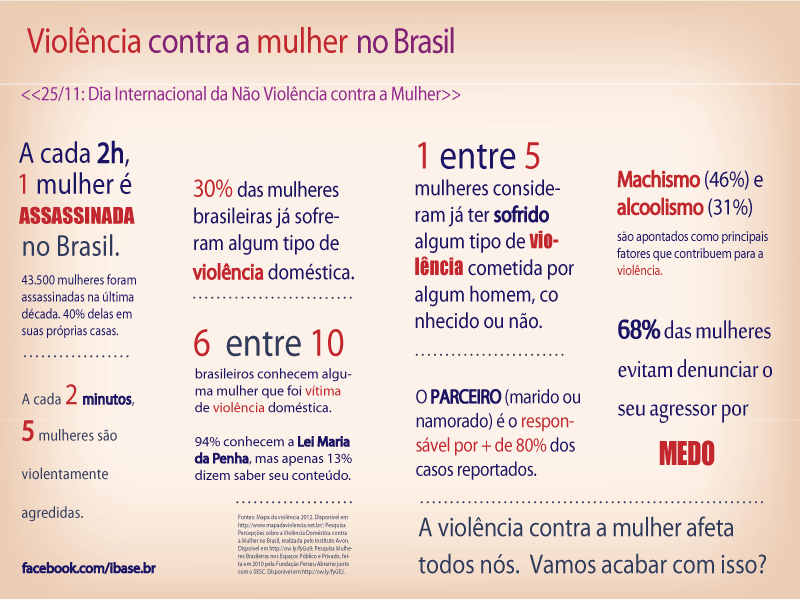 Violência contra a mulher no Brasil
<<25/11: Dia Internacional da Não Violência contra a Mulher>>
A cada 2h,
1 mulher é
ASSASSINADA
no Brasil.
43.500 mulheres foram
assassinadas na última
década. 40% delas em
suas próprias casas.
A cada 2 minutos,
5 mulheres são
violentamente
agredidas.
facebook.com/ibase.br
30% das mulheres
brasileiras já sofre-
ram algum tipo de
violência doméstica.
6 entre 10
brasileiros conhecem algu-
ma mulher que foi vítima
de violência doméstica.
94% conhecem a Lei Maria
da Penha, mas apenas 13%
dizem saber seu conteúdo.
Fontes: Mapa da violência 2012. Disponível em
http://www.mapadaviolencia.net.br/; Pesquisa
Percepções sobre a Violência Doméstica contra
a Mulher no Brasil, realizada pelo Instituto Avon.
Dispoível em http://ow.ly/fyGu9; Pesquisa Mulhe-
res Brasileiras nos Espaços Público e Privado, fei-
ta em 2010 pela Fundação Perseu Abramo junto
com o SESC. Disponível em http://ow.ly/fyGEJ.
1 entre 5
mulheres conside-
ram já ter sofrido
algum tipo de vio-
lência cometida por
algum homem, co
nhecido ou não.
O PARCEIRO (marido ou
namorado) é o respon-
sável por + de 80% dos
casos reportados.
Machismo (46%) e
alcoolismo (31%)
são apontados como principais
fatores que contribuem para a
violência.
68% das mulheres
evitam denunciar o
seu agressor por
MEDO
A violência contra a mulher afeta
todos nós. Vamos acabar com isso?